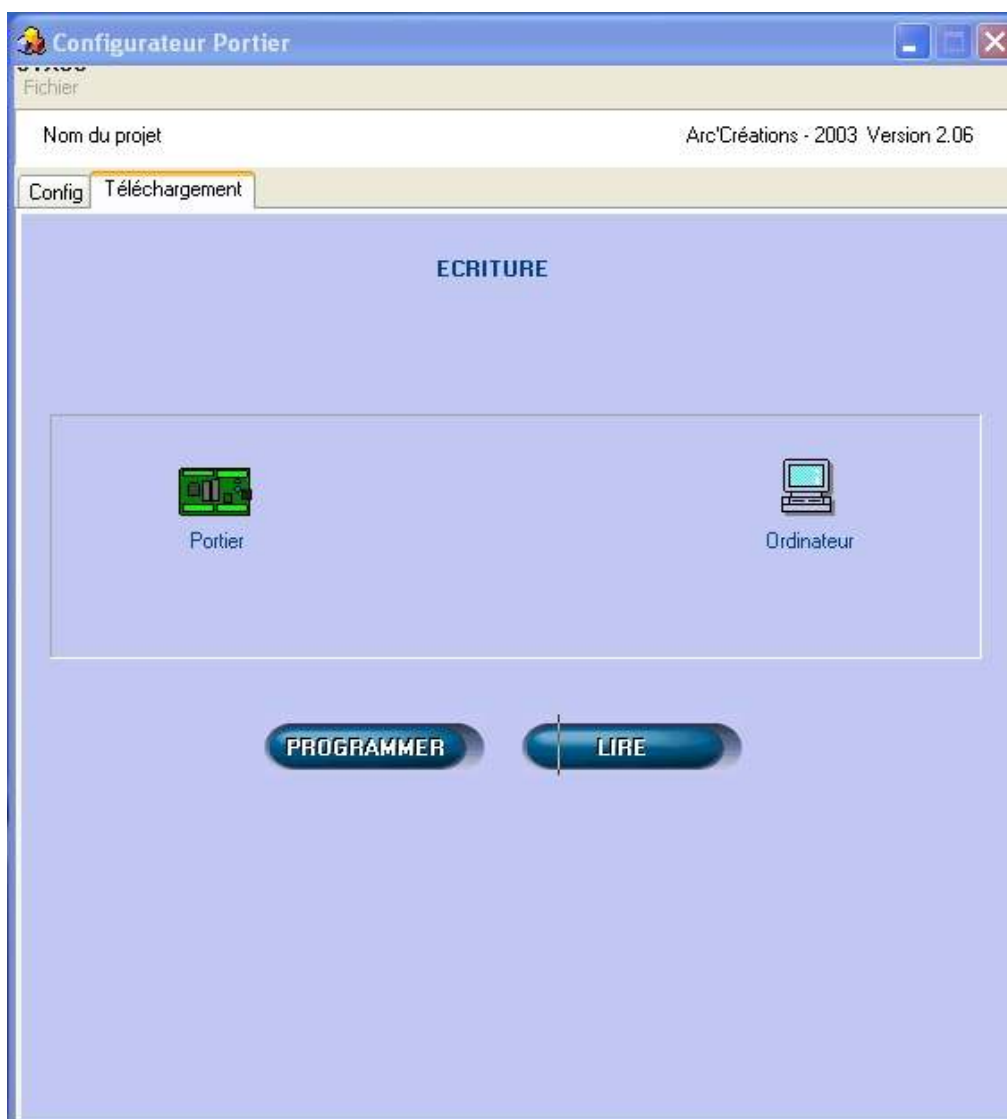 Configurateur Portier
Fichier
Nom du projet Arc'Créations - 2003 Version 2.06
Config Téléchargement
ECRITURE
Portier Ordinateur
PROGRAMMER LIRE